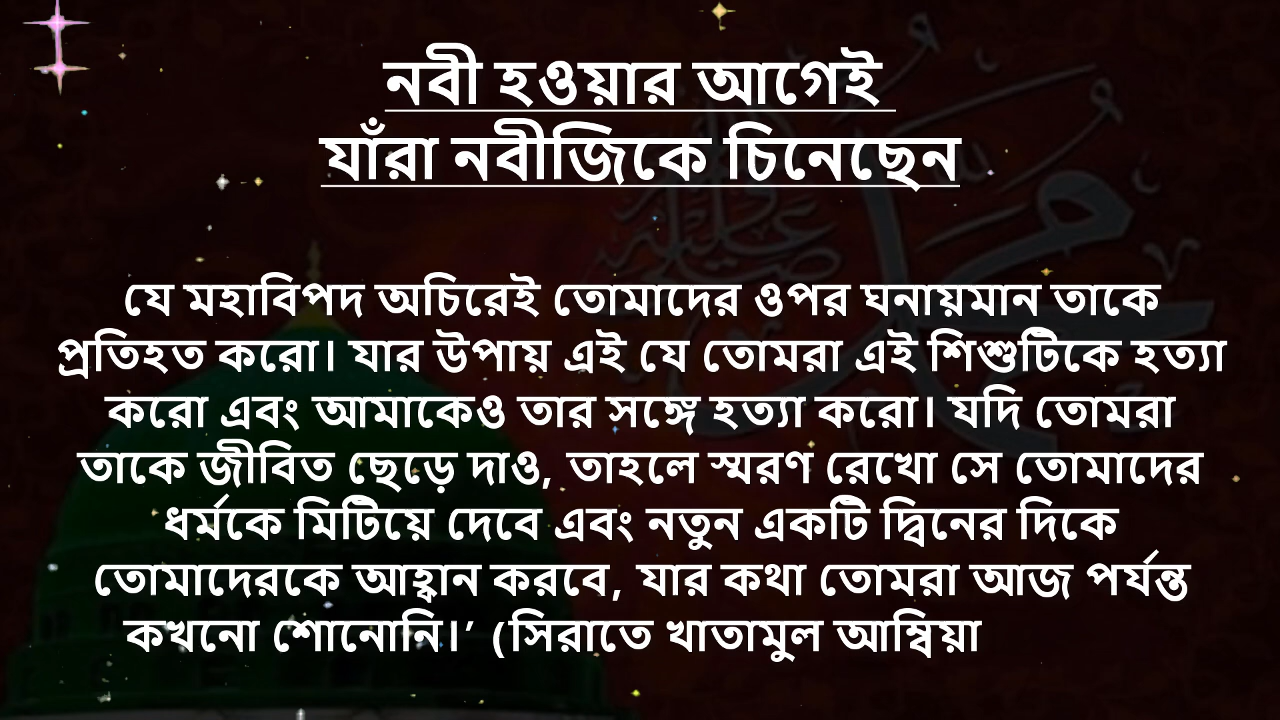 নবী হওয়ার আগেই
যাঁরা নবীজিকে চিনেছেন
যে মহাবিপদ অচিরেই তোমাদের ওপর ঘনায়মান তাকে
প্রতিহত করো। যার উপায় এই যে তোমরা এই শিশুটিকে হত্যা
করো এবং আমাকেও তার সঙ্গে হত্যা করো। যদি তোমরা
তাকে জীবিত ছেড়ে দাও, তাহলে স্মরণ রেখো সে তোমাদের
ধর্মকে মিটিয়ে দেবে এবং নতুন একটি দ্বিনের দিকে
তোমাদেরকে আহ্বান করবে, যার কথা তোমরা আজ পর্যন্ত
কখনো শোনোনি।’ (সিরাতে খাতামুল আম্বিয়া